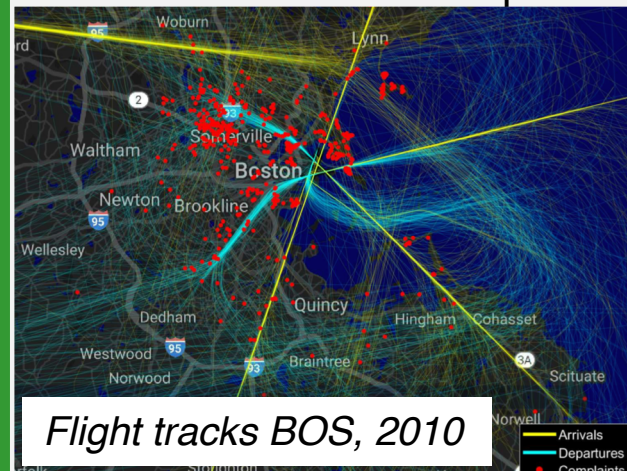 Woburn
95
Lynn
2
93
Somerville
Waltham
Boston
Newton
Brookline
95
Wellesley
Quincy
Dedham
Hingham
Cohasset
95
Westwood
93
Braintree
3A
Norwood
Scituate
Norwell
Flight tracks BOS, 2010
Arrivals
Departures
Complaints